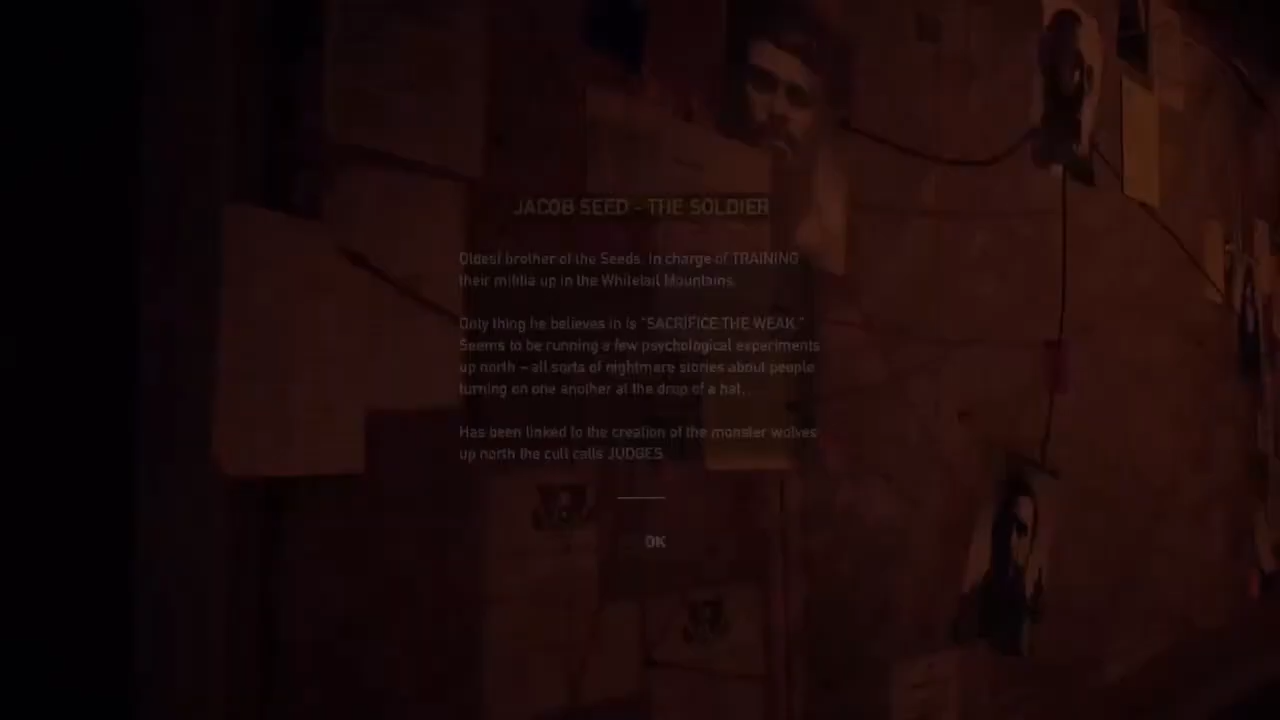 JACOB SEED - THE SOLDIER
Oldest brother of the Seeds. In charge of TRAINING
their militia up in the Whitetail Mountains.
Only thing he believes in is "SACRIFICE THE WEAK."
Seems to be running a few psychological experiments
up north – all sorts of nightmare stories about people
turning on one another at the drop of a hat.
Has been linked to the creation of the monster wolves
up north the cult calls JUDGES.
OK